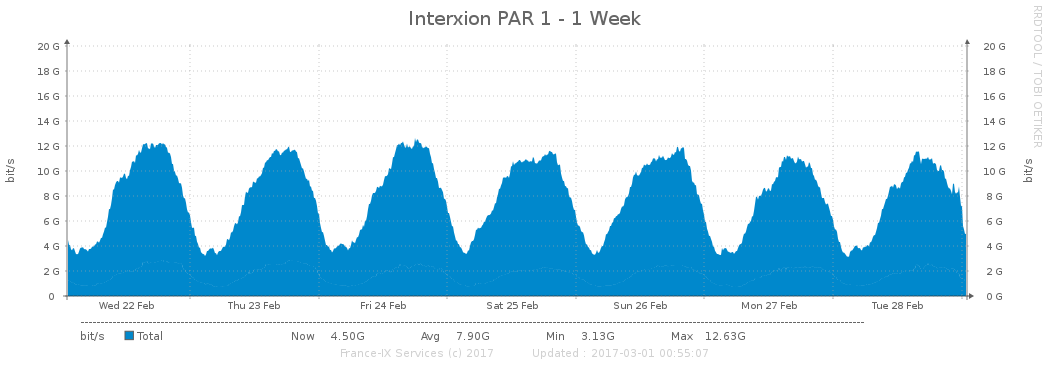 Interxion PAR 1 - 1 Week
RRDTOOL / TOBI OETIKER
20 G 20 G
18 G 18 G
16 G 16 G
14 G 14 G
12 G 12 G
10 G 10 G
8 G 8 G
6 G 6 G
4 G 4 G
2 G 2 G
0 0 G
bit/s bit/s
Wed 22 Feb Thu 23 Feb Fri 24 Feb Sat 25 Feb Sun 26 Feb Mon 27 Feb Tue 28 Feb
bit/s Total Now 4.50G Avg 7.90G Min 3.13G Max 12.63G
France-IX Services (c) 2017 Updated : 2017-03-01 00:55:07